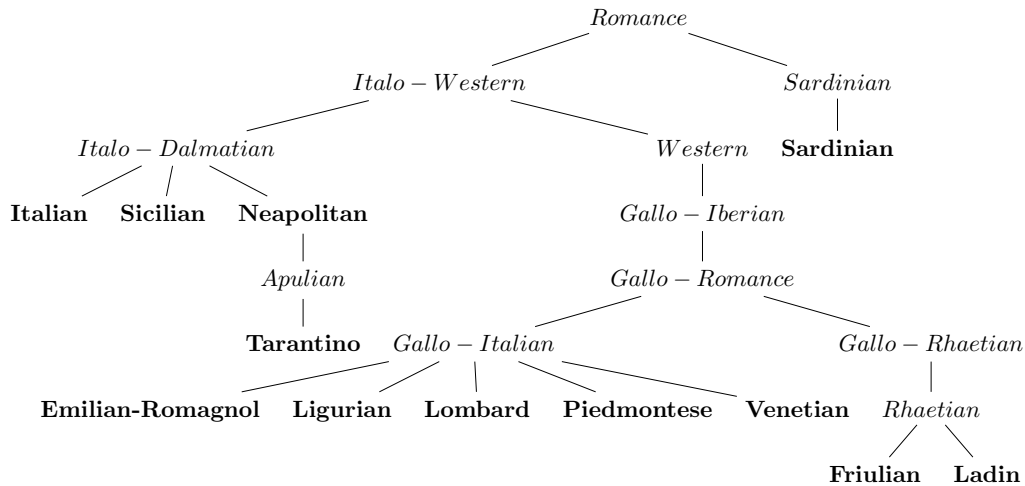 Romance
Italo – Western Sardinian
Italo – Dalmatian Western Sardinian
Italian Sicilian Neapolitan Gallo – Iberian
Apulian Gallo – Romance
Tarantino Gallo – Italian Gallo – Rhaetian
Emilian-Romagnol Ligurian Lombard Piedmontese Venetian Rhaetian
Friulian Ladin